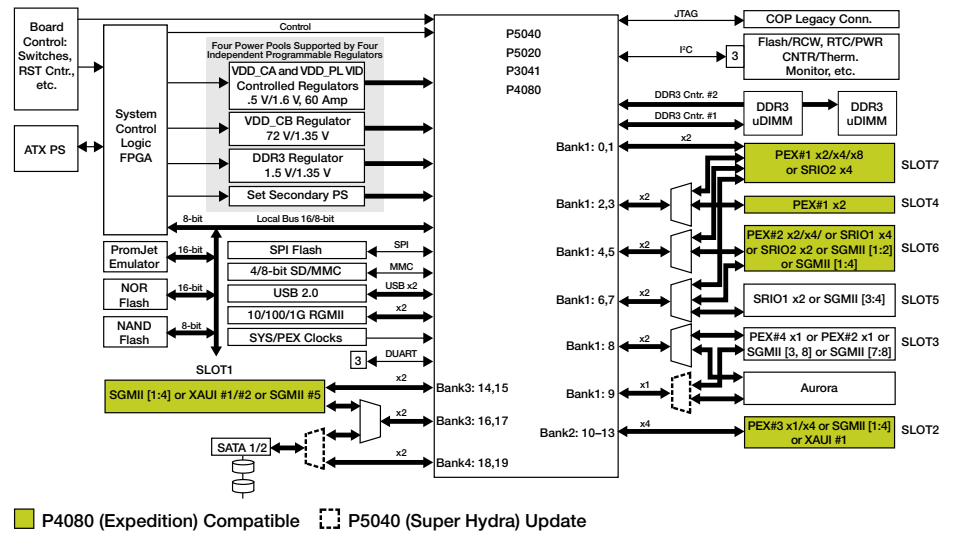 Board
Control:
Switches,
RST Cntr.,
etc.
ATX PS
System
Control
Logic
FPGA
Control
Four Power Pools Supported by Four
Independent Programmable Regulators
VDD_CA and VDD_PL VID
Controlled Regulators
.5 V/1.6 V, 60 Amp
VDD_CB Regulator
72 V/1.35 V
DDR3 Regulator
1.5 V/1.35 V
Set Secondary PS
8-bit
Local Bus 16/8-bit
PromJet
Emulator
16-bit
NOR
Flash
16-bit
NAND
Flash
8-bit
SPI Flash
SPI
4/8-bit SD/MMC
MMC
USB 2.0
USB x2
10/100/1G RGMII
x2
SYS/PEX Clocks
3
DUART
SLOT1
SGMII [1:4] or XAUI #1/#2 or SGMII #5
x2
x2
SATA 1/2
x2
P5040
P5020
P3041
P4080
Bank1: 0,1
Bank1: 2,3
Bank1: 4,5
Bank1: 6,7
Bank1: 8
Bank1: 9
Bank2: 10–13
Bank3: 14,15
Bank3: 16,17
Bank4: 18,19
JTAG
COP Legacy Conn.
I²C
3
Flash/RCW, RTC/PWR
CNTR/Therm.
Monitor, etc.
DDR3 Cntr. #2
DDR3 Cntr. #1
DDR3
uDIMM
DDR3
uDIMM
x2
PEX#1 x2/x4/x8
or SRIO2 x4
SLOT7
x2
PEX#1 x2
SLOT4
x2
PEX#2 x2/x4/ or SRIO1 x4
or SRIO2 x2 or SGMII [1:2]
or SGMII [1:4]
SLOT6
x2
SRIO1 x2 or SGMII [3:4]
SLOT5
x2
PEX#4 x1 or PEX#2 x1 or
SGMII [3, 8] or SGMII [7:8]
SLOT3
x1
Aurora
x4
PEX#3 x1/x4 or SGMII [1:4]
or XAUI #1
SLOT2
P4080 (Expedition) Compatible
P5040 (Super Hydra) Update